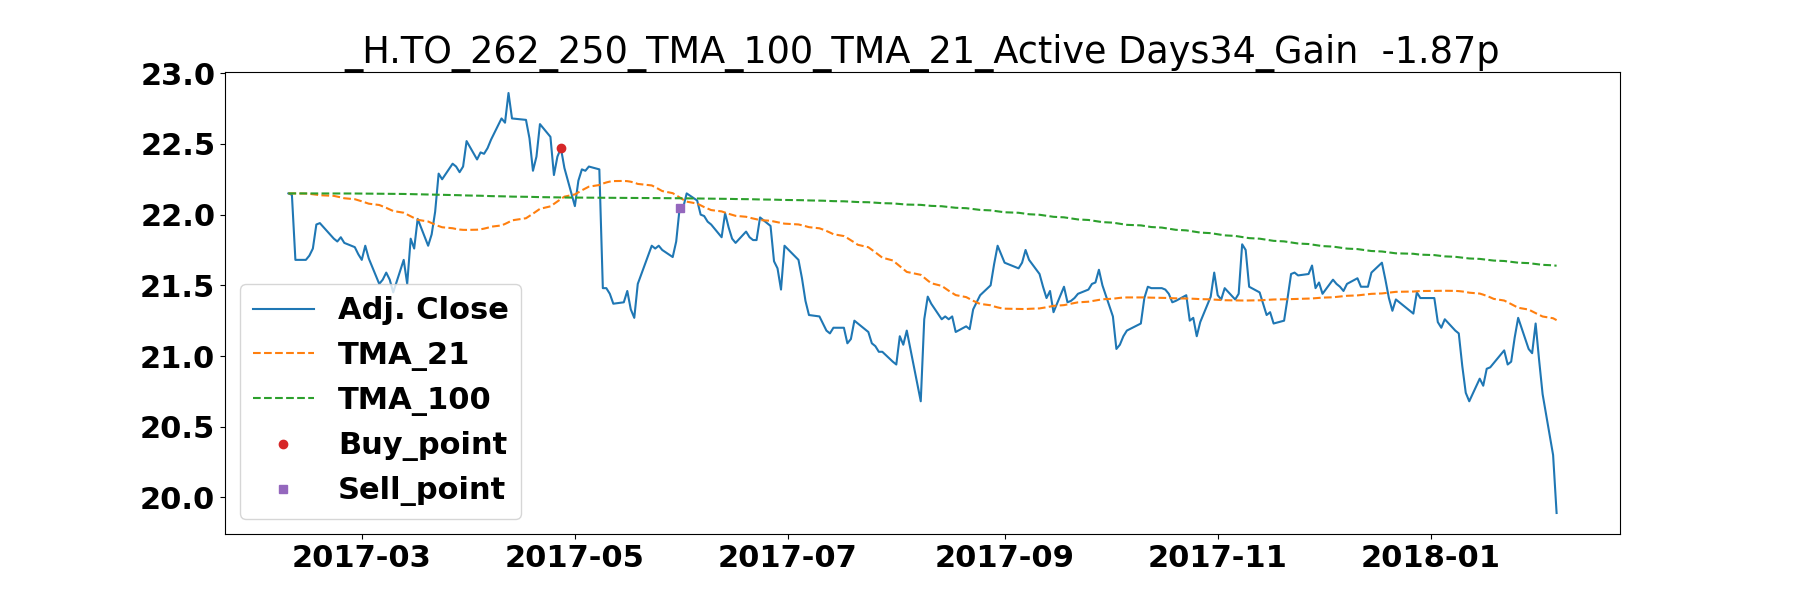 _H.TO_262_250_TMA_100_TMA_21_Active Days34_Gain  -1.87p
23.0
22.5
22.0
21.5
21.0
20.5
20.0
Adj. Close
TMA_21
TMA_100
Buy_point
Sell_point
2017-03 2017-05 2017-07 2017-09 2017-11 2018-01